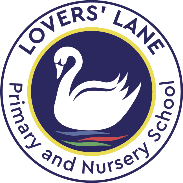 LOVERS' LANE
Primary and Nursery School